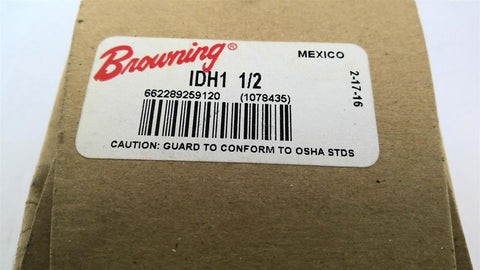 Browning®
MEXICO
IDH1 1/2
2-17-16
662289259120 (1078435)
CAUTION: GUARD TO CONFORM TO OSHA STDS